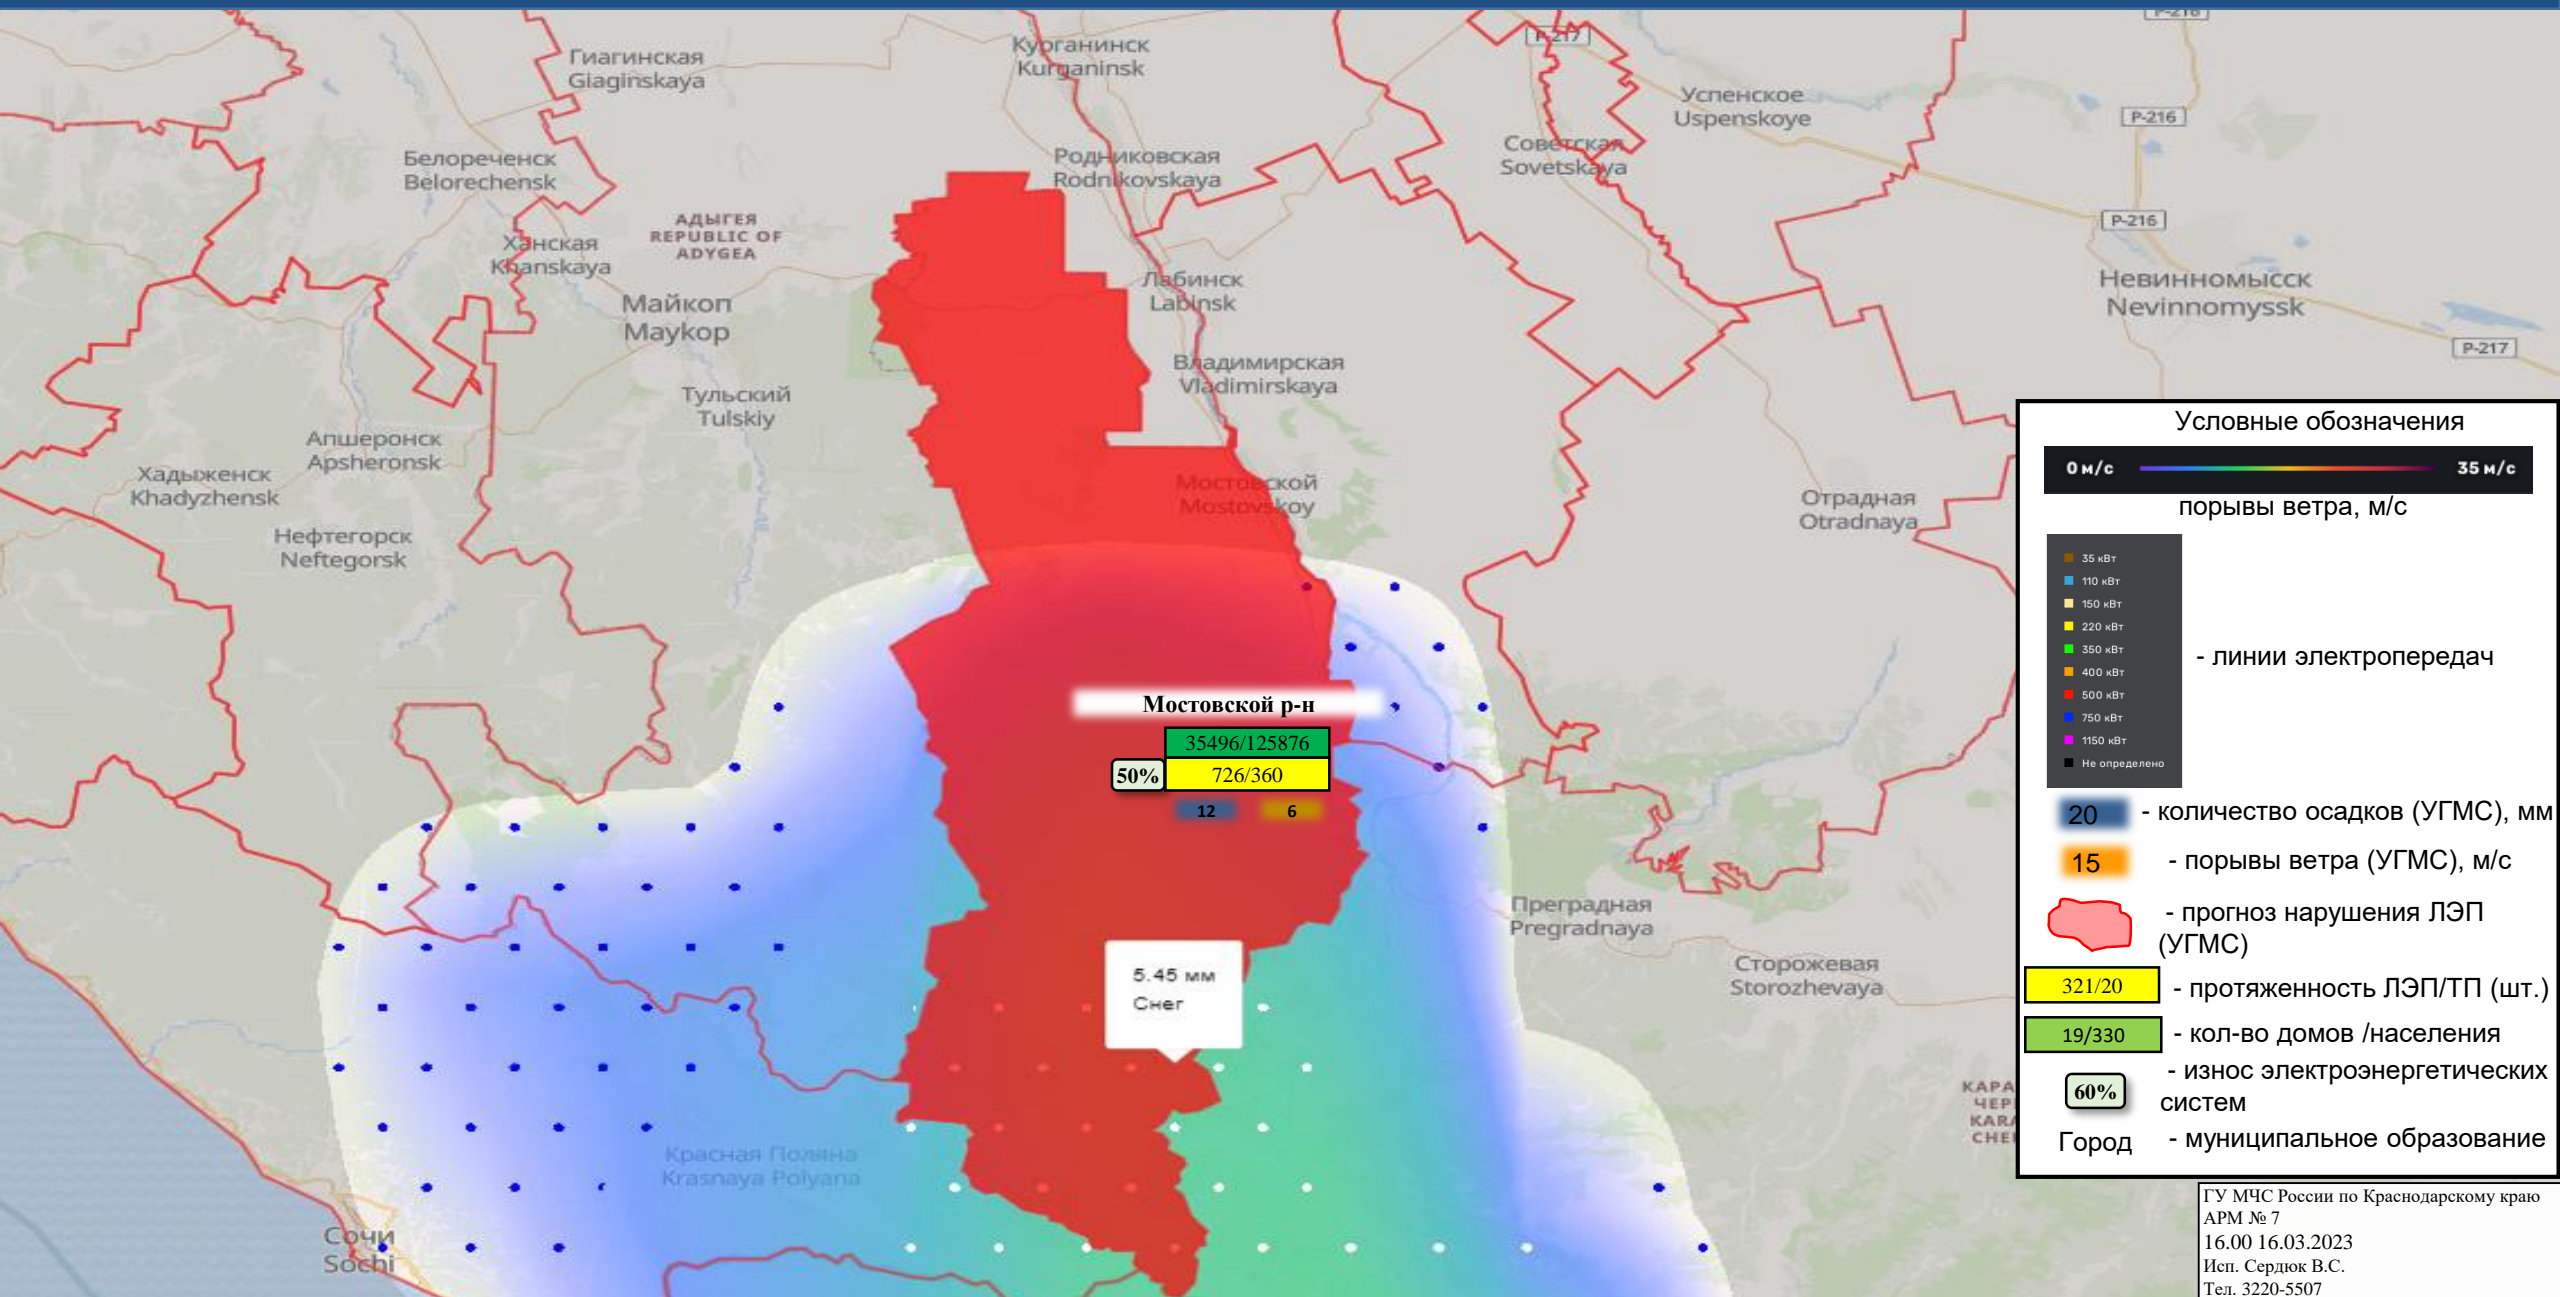 P-216
Гиагинская
Giaginskaya
Курганинск
Kurganinsk
P-217
Успенское
Uspenskoye
P-216
Белореченск
Belorechensk
Родниковская
Rodnikovskaya
Советская
Sovetskaya
АДЫГЕЯ
REPUBLIC OF
ADYGEA
P-216
Ханская
Khanskaya
Майкоп
Maykop
Лабинск
Labinsk
Невинномысск
Nevinnomyssk
P-217
Владимирская
Vladimirskaya
Тульский
Tulskiy
Апшеронск
Apsheronsk
Хадыженск
Khadyzhensk
Мостовской
Mostovskoy
Отрадная
Otradnaya
Нефтегорск
Neftegorsk
Мостовской р-н
35496/125876
50%
726/360
12
6
Преградная
Pregradnaya
Сторожевая
Storozhevaya
5.45 мм
Снег
Красная Поляна
Krasnaya Polyana
Сочи
Sochi
КАРА
ЧЕР
KARA
CHE
Условные обозначения
0 м/с
35 м/с
порывы ветра, м/с
35 кВт
110 кВт
150 кВт
220 кВт
350 кВт
400 кВт
500 кВт
750 кВт
1150 кВт
Не определено
- линии электропередач
20 - количество осадков (УГМС), мм
15 - порывы ветра (УГМС), м/с
- прогноз нарушения ЛЭП
(УГМС)
321/20 - протяженность ЛЭП/ТП (шт.)
19/330 - кол-во домов /населения
60% - износ электроэнергетических
систем
Город - муниципальное образование
ГУ МЧС России по Краснодарскому краю
АРМ № 7
16.00 16.03.2023
Исп. Сердюк В.С.
Тел. 3220-5507